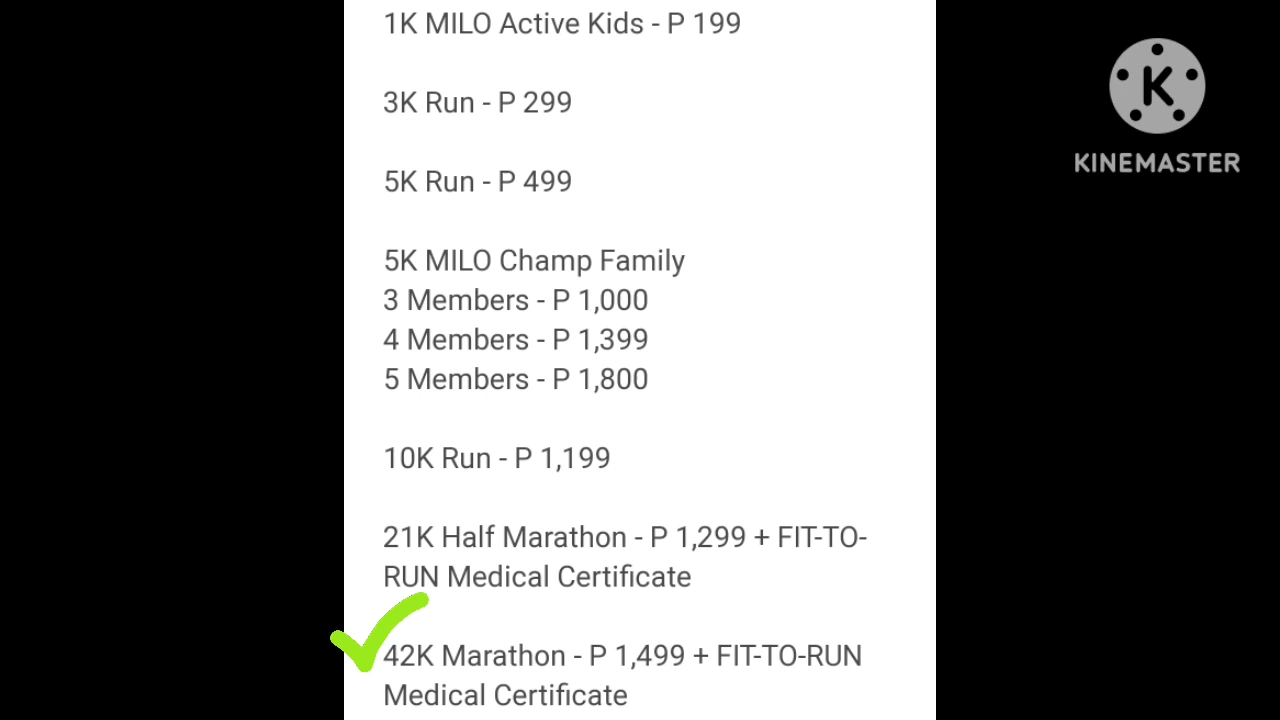 1K MILO Active Kids - P 199
3K Run - P 299
5K Run - P 499
5K MILO Champ Family
3 Members - P 1,000
4 Members - P 1,399
5 Members - P 1,800
10K Run - P 1,199
21K Half Marathon - P 1,299 + FIT-TO-
RUN Medical Certificate
42K Marathon - P 1,499 + FIT-TO-RUN
Medical Certificate
K
KINEMASTER